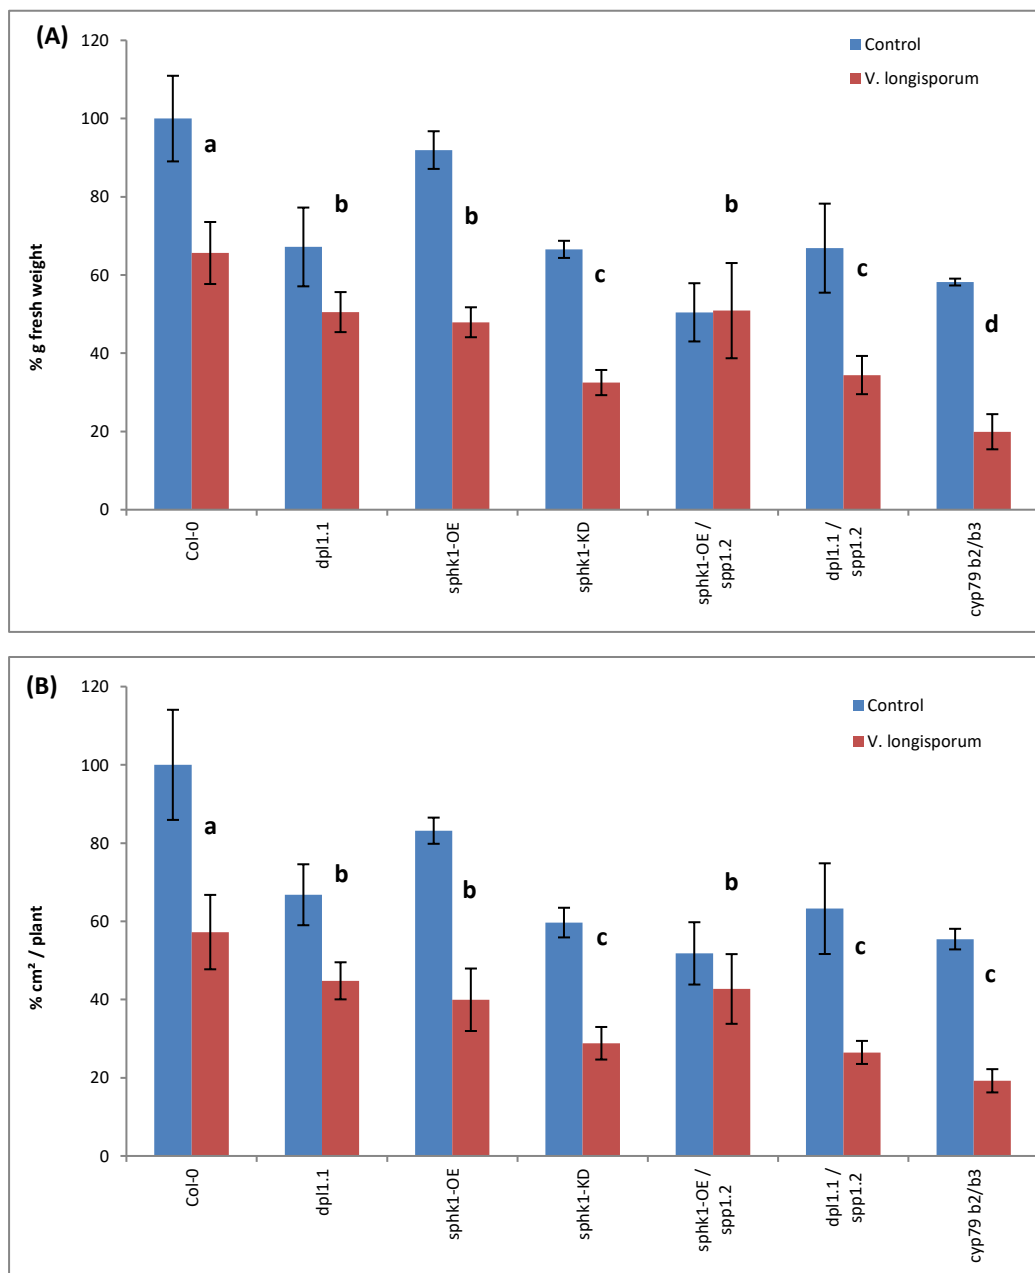 (A)
120
100
80
60
40
20
0
% g fresh weight
Control
V. longisporum
a
b
b
c
b
c
d
Col-0
dpl1.1
sphk1-OE
sphk1-KD
sphk1-OE /
spp1.2
dpl1.1 /
spp1.2
cyp79 b2/b3
(B)
120
100
80
60
40
20
0
% cm² / plant
Control
V. longisporum
a
b
b
c
b
c
c
Col-0
dpl1.1
sphk1-OE
sphk1-KD
sphk1-OE /
spp1.2
dpl1.1 /
spp1.2
cyp79 b2/b3